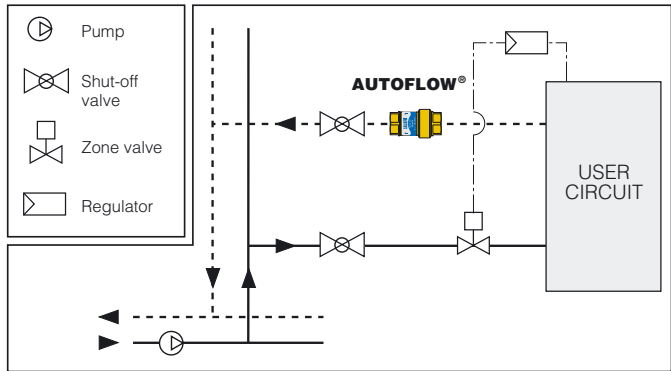 Pump
Shut-off
valve
Zone valve
Regulator
AUTOFLOW®
USER
CIRCUIT